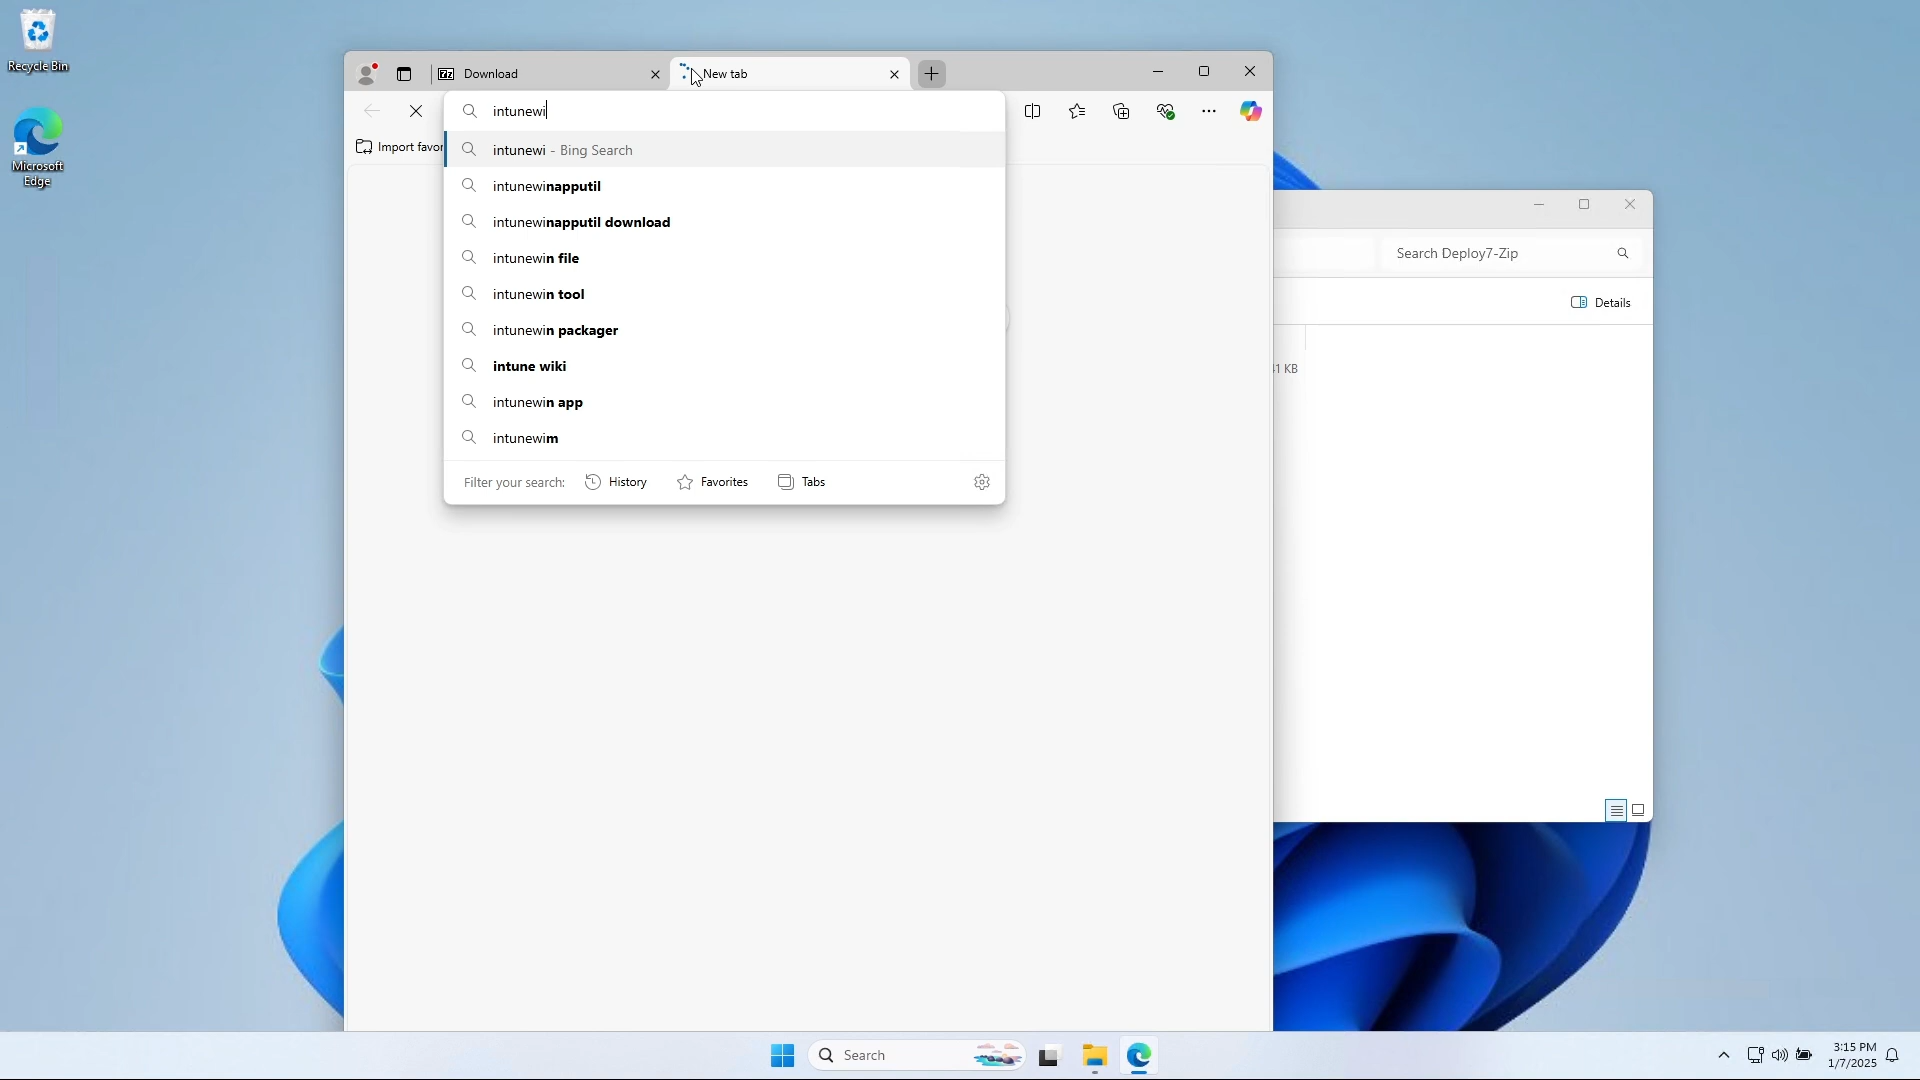 Recycle Bin
Microsoft
Edge
7z Download
New tab
intunewi
Import favor
intunewi - Bing Search
intunewinapputil
intunewinapputil download
intunewin file
intunewin tool
intunewin packager
intune wiki
intunewin app
intunewim
Filter your search:
History
Favorites
Tabs
Search Deploy7-Zip
Details
41 KB
Search
3:15 PM
1/7/2025